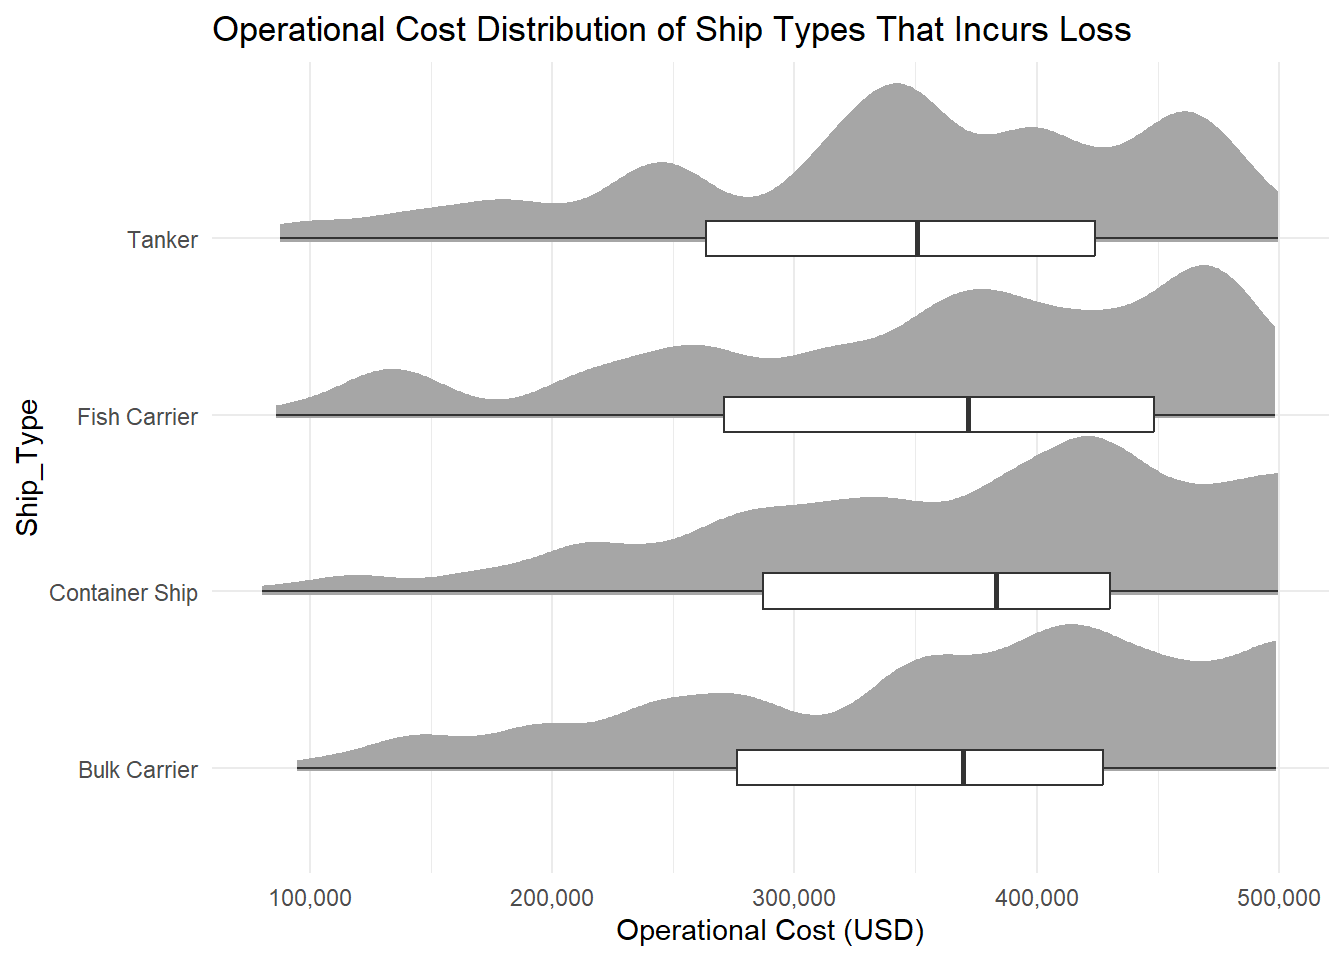 Operational Cost Distribution of Ship Types That Incurs Loss
Ship_Type
Tanker
Fish Carrier
Container Ship
Bulk Carrier
100,000
200,000
300,000
400,000
500,000
Operational Cost (USD)